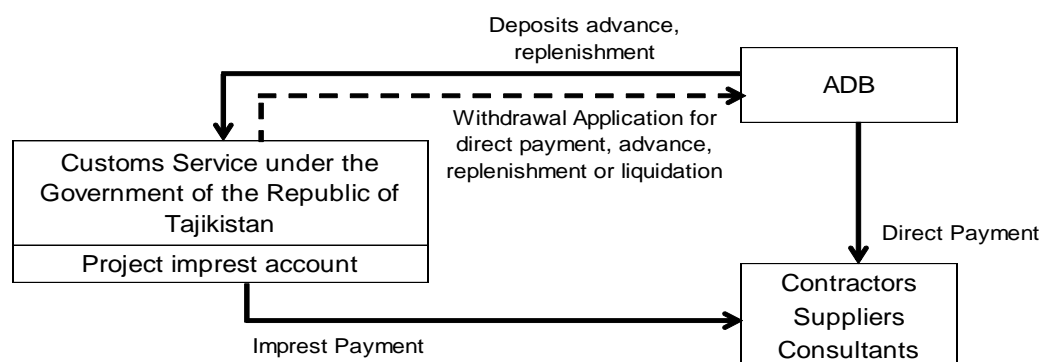 Deposits advance,
replenishment
ADB
Withdrawal Application for
direct payment, advance,
replenishment or liquidation
Customs Service under the
Government of the Republic of
Tajikistan
Project imprest account
Direct Payment
Contractors
Suppliers
Consultants
Imprest Payment